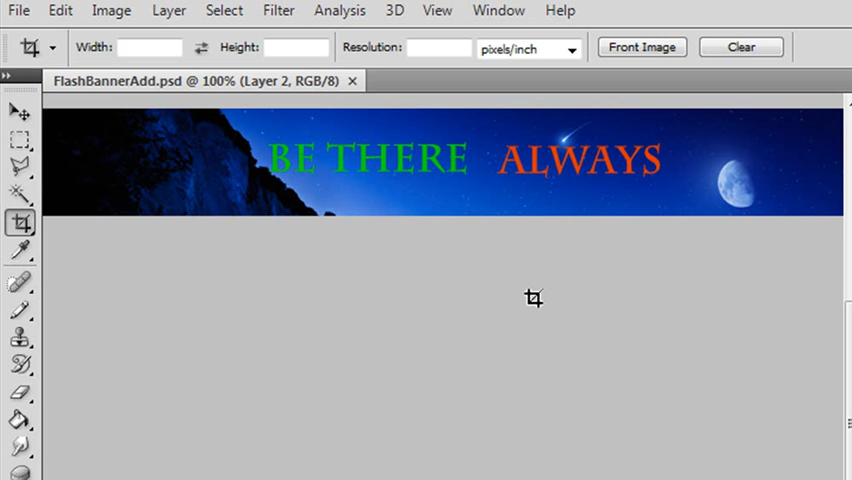 File Edit Image Layer Select Filter Analysis 3D View Window Help
Width: Height: Resolution: pixels/inch Front Image Clear
FlashBannerAdd.psd @ 100% (Layer 2, RGB/8) ×
BE THERE ALWAYS